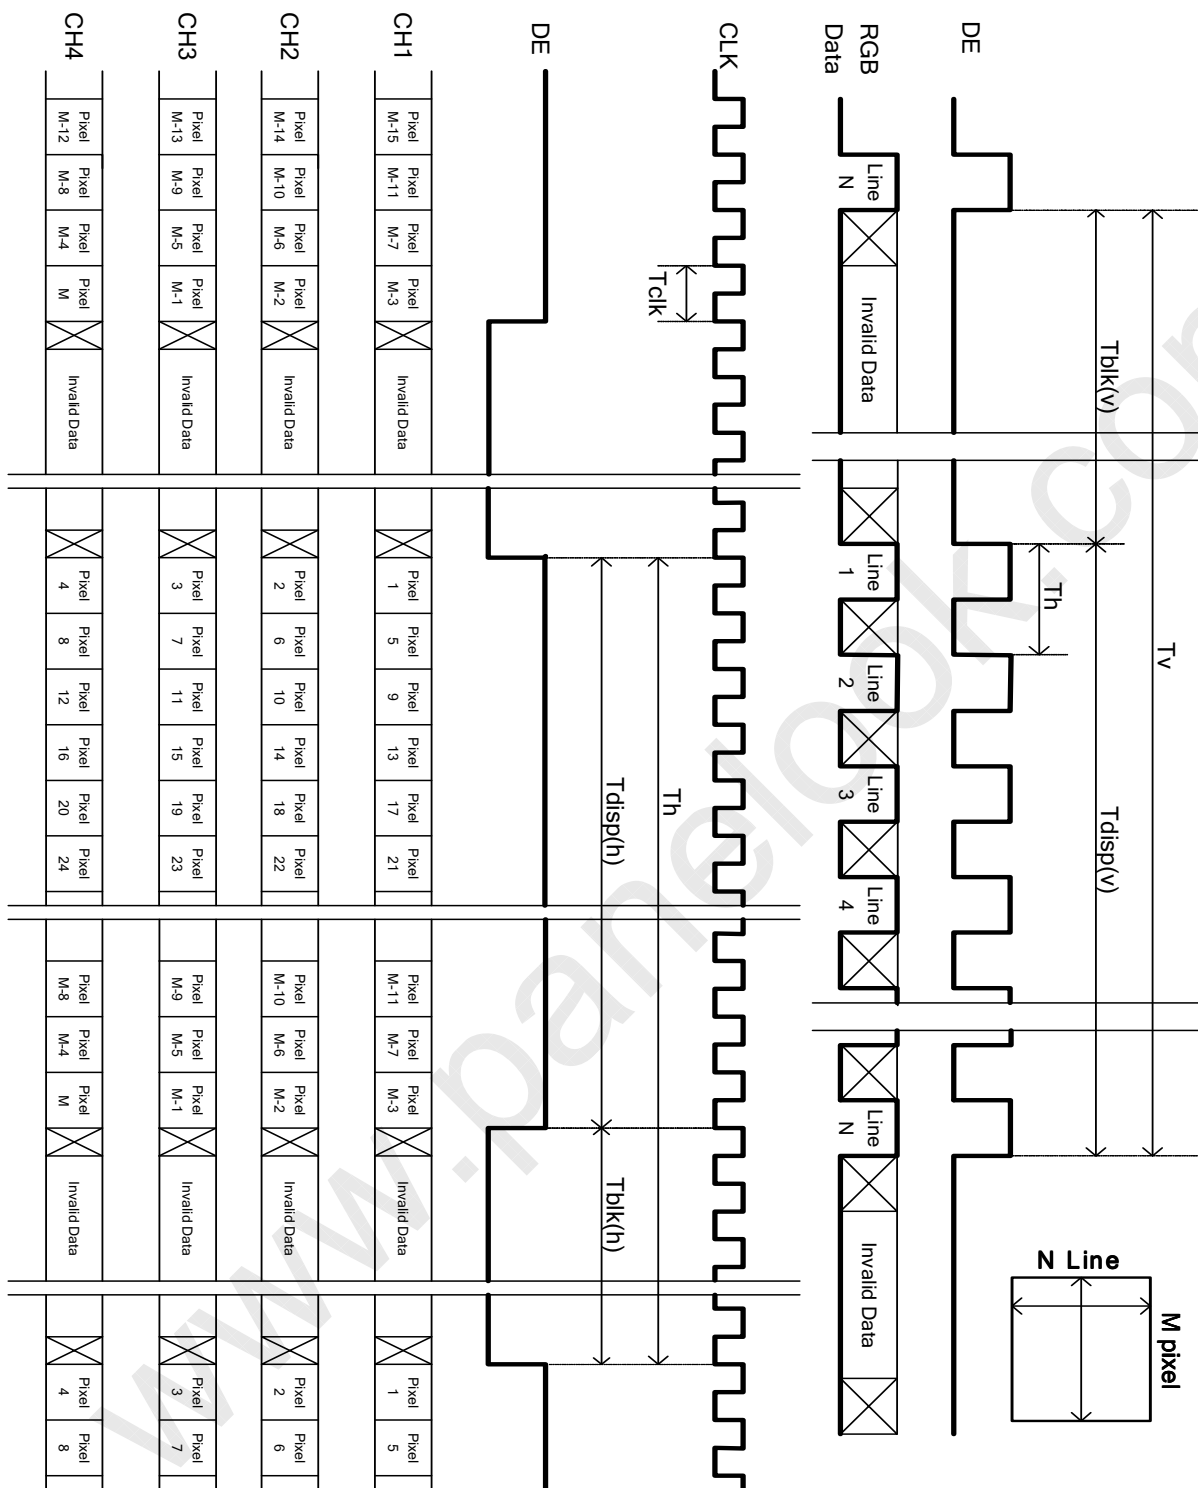 Tv
Tblk(v)
Tdisp(v)
Th
DE
RGB
Data
Line
N
Invalid Data
Line
1
Line
2
Line
3
Line
4
Line
N
Invalid Data
N Line
M pixel
CLK
Tclk
Th
Tdisp(h)
Tblk(h)
DE
CH1
Pixel
M-15
Pixel
M-11
Pixel
M-7
Pixel
M-3
Invalid Data
Pixel
1
Pixel
5
Pixel
9
Pixel
13
Pixel
17
Pixel
21
Pixel
M-11
Pixel
M-7
Pixel
M-3
Invalid Data
Pixel
1
Pixel
5
CH2
Pixel
M-14
Pixel
M-10
Pixel
M-6
Pixel
M-2
Invalid Data
Pixel
2
Pixel
6
Pixel
10
Pixel
14
Pixel
18
Pixel
22
Pixel
M-10
Pixel
M-6
Pixel
M-2
Invalid Data
Pixel
2
Pixel
6
CH3
Pixel
M-13
Pixel
M-9
Pixel
M-5
Pixel
M-1
Invalid Data
Pixel
3
Pixel
7
Pixel
11
Pixel
15
Pixel
19
Pixel
23
Pixel
M-9
Pixel
M-5
Pixel
M-1
Invalid Data
Pixel
3
Pixel
7
CH4
Pixel
M-12
Pixel
M-8
Pixel
M-4
Pixel
M
Invalid Data
Pixel
4
Pixel
8
Pixel
12
Pixel
16
Pixel
20
Pixel
24
Pixel
M-8
Pixel
M-4
Pixel
M
Invalid Data
Pixel
4
Pixel
8
www.panelook.com